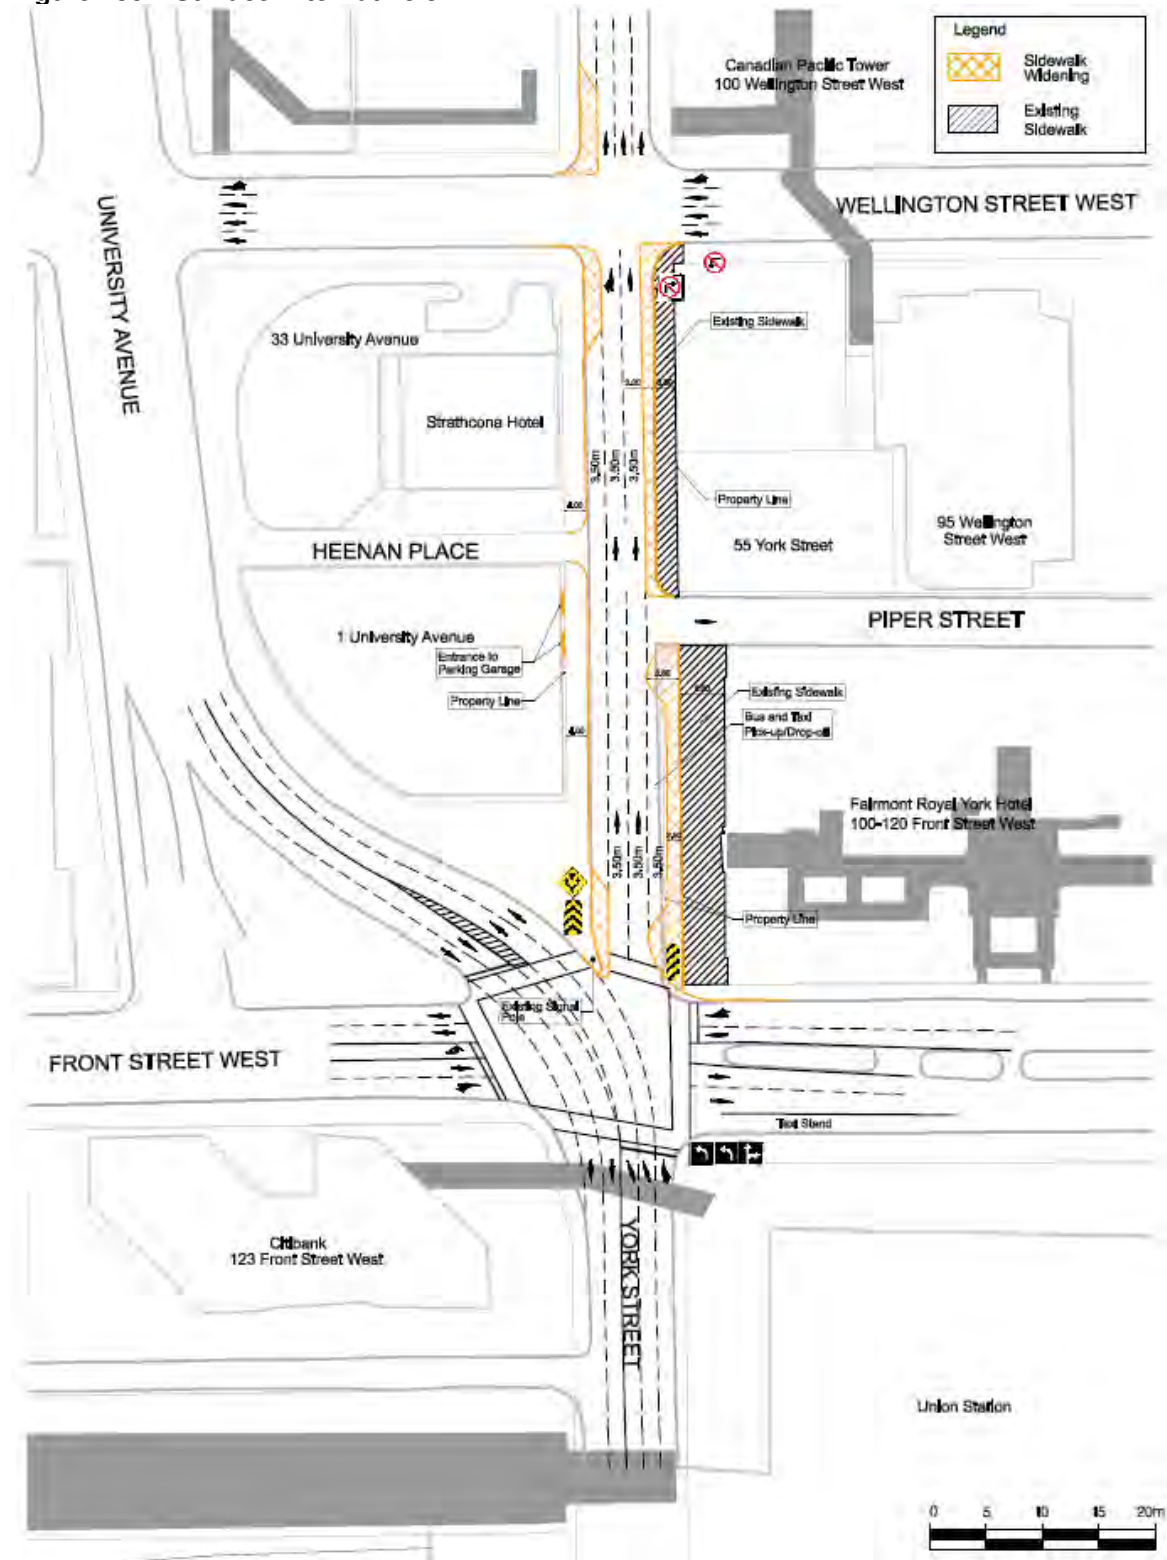 Legend
Sidewalk
Widening
Existing
Sidewalk
Canadian Pacific Tower
100 Wellington Street West
WELLINGTON STREET WEST
UNIVERSITY AVENUE
33 University Avenue
Existing Sidewalk
Strathcona Hotel
3.50m
3.50m
3.50m
Property Line
4.00
95 Wellington
Street West
55 York Street
HEENAN PLACE
PIPER STREET
1 University Avenue
Entrance to
Parking Garage
Property Line
Existing Sidewalk
Bus and Taxi
Pick-up/Drop-off
4.00
Fairmont Royal York Hotel
100-120 Front Street West
3.50m
3.50m
3.50m
Property Line
Existing Signal
Pole
FRONT STREET WEST
Taxi Stand
YORK STREET
Citibank
123 Front Street West
Union Station
0 5 10 15 20m